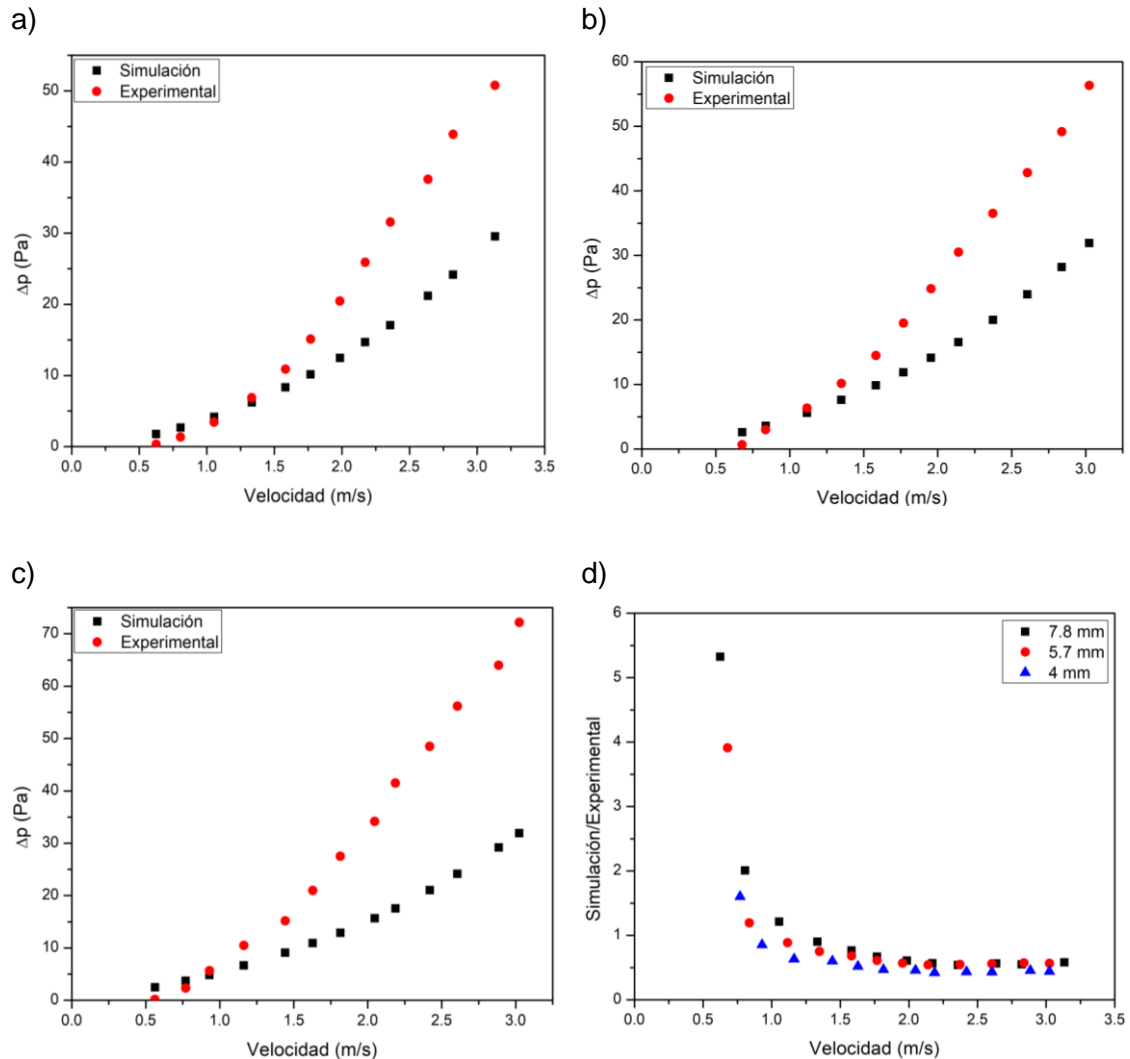 a)
Simulación
Experimental
50
40
30
20
10
0
Δp (Pa)
0.0 0.5 1.0 1.5 2.0 2.5 3.0 3.5
Velocidad (m/s)
b)
Simulación
Experimental
60
50
40
30
20
10
0
Δp (Pa)
0.0 0.5 1.0 1.5 2.0 2.5 3.0
Velocidad (m/s)
c)
Simulación
Experimental
70
60
50
40
30
20
10
0
Δp (Pa)
0.0 0.5 1.0 1.5 2.0 2.5 3.0
Velocidad (m/s)
d)
7.8 mm
5.7 mm
4 mm
6
5
4
3
2
1
0
Simulación/Experimental
0.0 0.5 1.0 1.5 2.0 2.5 3.0 3.5
Velocidad (m/s)